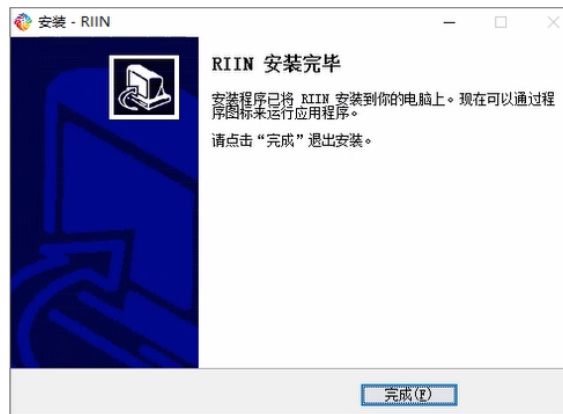 安装 - RIIN
RIIN 安装完毕
安装程序已将 RIIN 安装到你的电脑上。现在可以通过程
序图标来运行应用程序。
请点击“完成”退出安装。
完成(F)